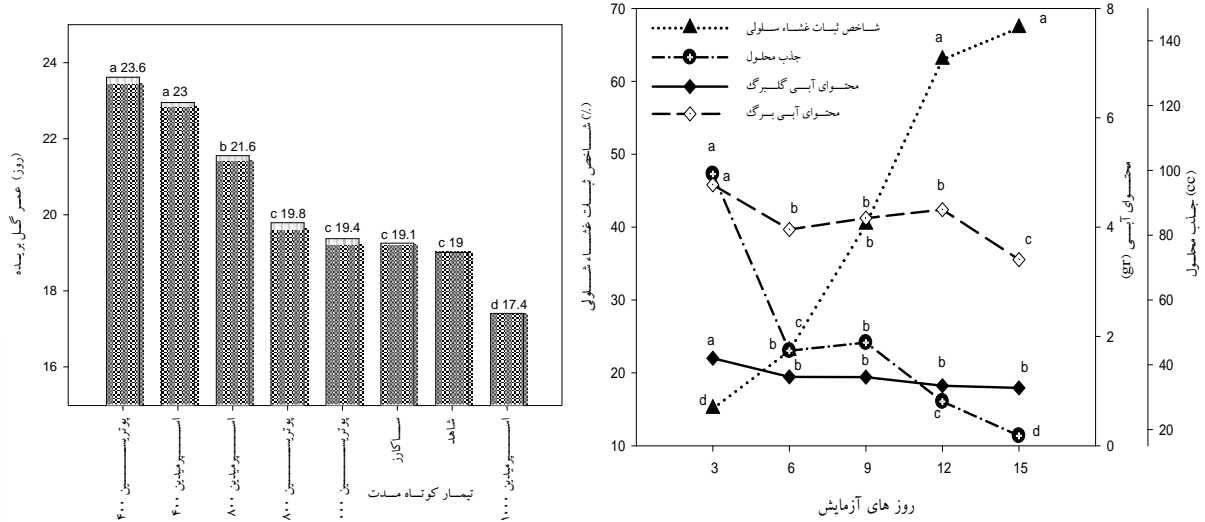 24
22
20
18
16
a 23.6
a 23
b 21.6
c 19.8
c 19.4
c 19.1
c 19
d 17.4
عمر گل بریده (روز)
پوتریسین ۴۰۰
اسپرمیدین ۴۰۰
اسپرمیدین ۸۰۰
پوتریسین ۸۰۰
پوتریسین ۱۰۰۰
ساکارز
شاهد
اسپرمیدین ۱۰۰۰
تیمار کوتاه مدت
شاخص ثبات غشاء سلولی
جذب محلول
محتوای آبی گلبرگ
محتوای آبی برگ
شاخص ثبات غشاء سلولی (%)
70
60
50
40
30
20
10
a
a
b
c
d
a
b
b
c
d
a
b
b
b
c
a
b
b
b
b
3
6
9
12
15
روز های آزمایش
8
6
4
2
0
محتوای آبی (gr)
140
120
100
80
60
40
20
جذب محلول (cc)